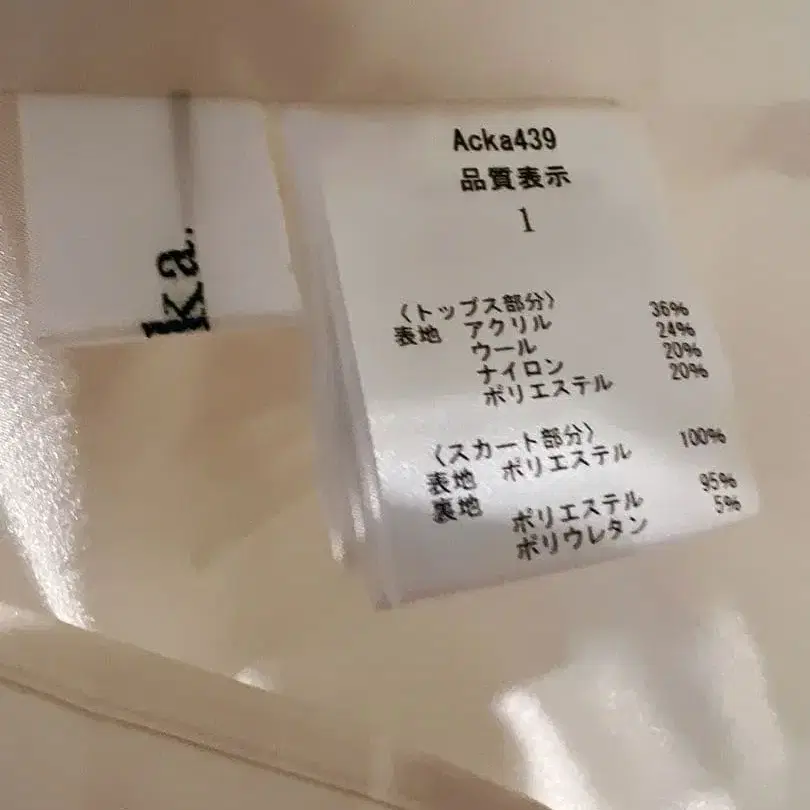 ka.
Acka439
品質表示
1
〈トップス部分〉
表地 アクリル 36%
ウール 24%
ナイロン 20%
ポリエステル 20%
〈スカート部分〉
表地 ポリエステル 100%
裏地 ポリエステル 95%
ポリウレタン 5%